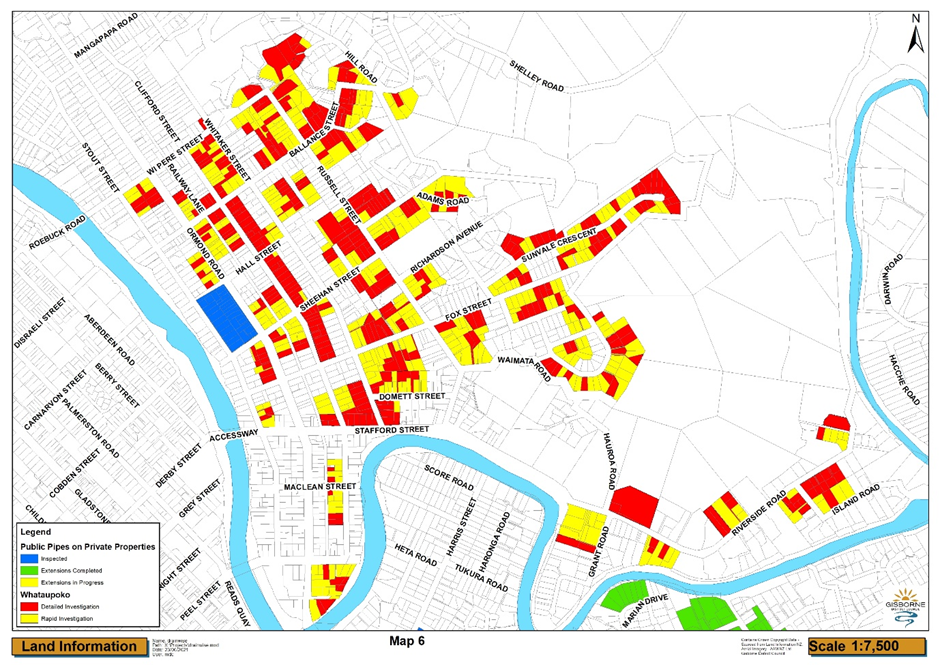 MANGAPAPA ROAD
N
HILL ROAD
SHELLEY ROAD
CLIFFORD STREET
WHITAKER STREET
BALLANCE STREET
WI PERE STREET
STOUT STREET
RAILWAY LANE
RUSSELL STREET
ADAMS ROAD
ROEBUCK ROAD
ORMOND ROAD
HALL STREET
RICHARDSON AVENUE
SUNVALE CRESCENT
DARWIN ROAD
SHEEHAN STREET
FOX STREET
DISRAELI STREET
ABERDEEN ROAD
WAIMATA ROAD
HACCHE ROAD
BERRY STREET
CARNARVON STREET
PALMERSTON ROAD
DOMETT STREET
ACCESSWAY
STAFFORD STREET
HAUROA ROAD
COBDEN STREET
DERBY STREET
SCORE ROAD
GLADSTONE
MACLEAN STREET
GREY STREET
HARRIS STREET
HARONGA ROAD
RIVERSIDE ROAD
ISLAND ROAD
GRANT ROAD
HETA ROAD
TUKURA ROAD
PEEL STREET
READS QUAY
MARIAN DRIVE
Legend
Public Pipes on Private Properties
Inspected
Extensions Completed
Extensions in Progress
Whataupoko
Detailed Investigation
Rapid Investigation
GISBORNE
Land Information
Map 6
Scale 1:7,500